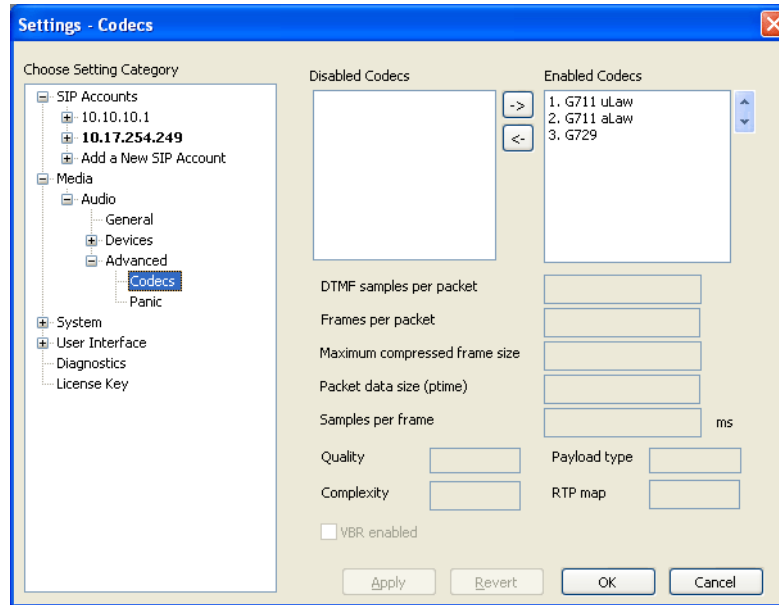 Settings - Codecs
Choose Setting Category
SIP Accounts
10.10.10.1
10.17.254.249
Add a New SIP Account
Media
Audio
General
Devices
Advanced
Codecs
Panic
System
User Interface
Diagnostics
License Key
Disabled Codecs
->
<-
Enabled Codecs
1. G711 uLaw
2. G711 aLaw
3. G729
DTMF samples per packet
Frames per packet
Maximum compressed frame size
Packet data size (ptime)
Samples per frame
ms
Quality
Payload type
Complexity
RTP map
VBR enabled
Apply
Revert
OK
Cancel